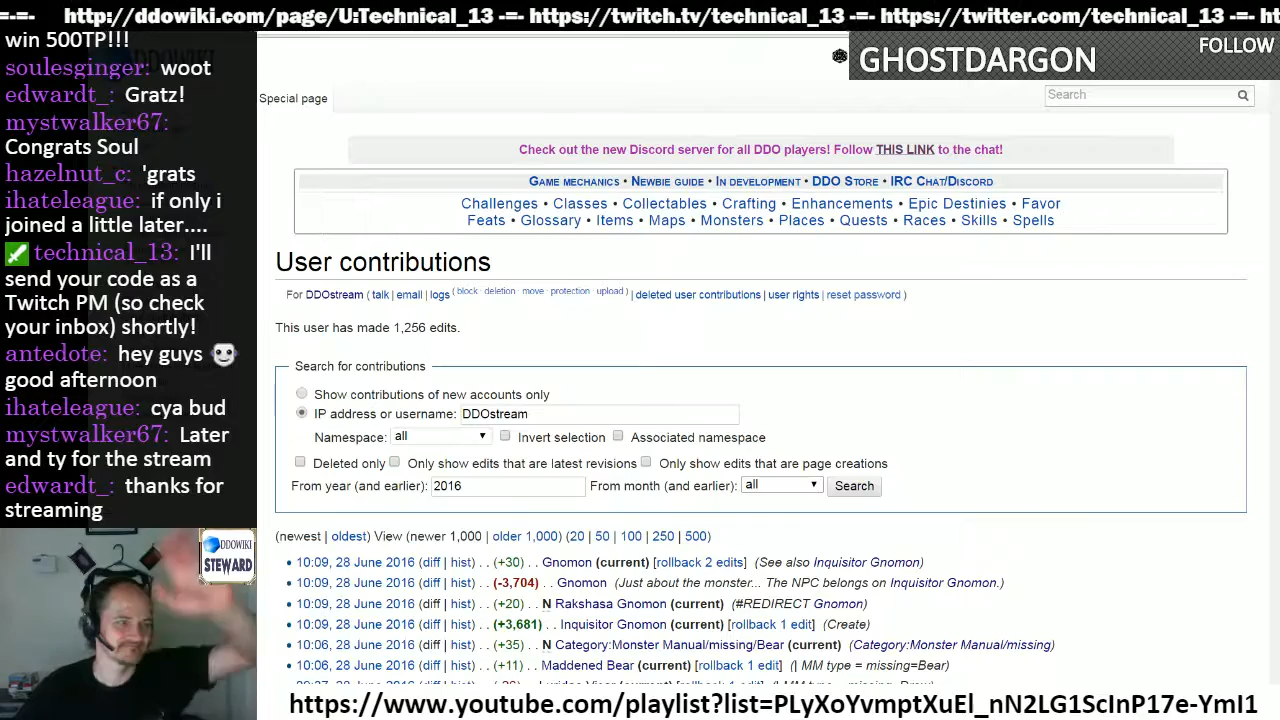 -=- http://ddowiki.com/page/U:Technical_13 -=- https://twitch.tv/technical_13 -=- https://twitter.com/technical_13 -=- ht
win 500TP!!!
soulesginger: woot
edwardt_: Gratz!
mystwalker67:
Congrats Soul
hazelnut_c: 'grats
ihateleague: if only i
joined a little later....
technical_13: I'll
send your code as a
Twitch PM (so check
your inbox) shortly!
antedote: hey guys
good afternoon
ihateleague: cya bud
mystwalker67: Later
and ty for the stream
edwardt_: thanks for
streaming
DDOWIKI
STEWARD
GHOSTDARGON
FOLLOW
Special page
Search
Check out the new Discord server for all DDO players! Follow THIS LINK to the chat!
Game mechanics • Newbie guide • In development • DDO Store • IRC Chat/Discord
Challenges • Classes • Collectables • Crafting • Enhancements • Epic Destinies • Favor
Feats • Glossary • Items • Maps • Monsters • Places • Quests • Races • Skills • Spells
User contributions
For DDOstream (talk | email | logs (block · deletion · move · protection · upload) | deleted user contributions | user rights | reset password)
This user has made 1,256 edits.
Search for contributions
Show contributions of new accounts only
IP address or username: DDOstream
Namespace: all Invert selection Associated namespace
Deleted only Only show edits that are latest revisions Only show edits that are page creations
From year (and earlier): 2016 From month (and earlier): all Search
(newest | oldest) View (newer 1,000 | older 1,000) (20 | 50 | 100 | 250 | 500)
• 10:09, 28 June 2016 (diff | hist) . . (+30) Gnomon (current) [rollback 2 edits] (See also Inquisitor Gnomon)
• 10:09, 28 June 2016 (diff | hist) . . (-3,704) Gnomon (Just about the monster... The NPC belongs on Inquisitor Gnomon.)
• 10:09, 28 June 2016 (diff | hist) . . (+20) N Rakshasa Gnomon (current) (#REDIRECT Gnomon)
• 10:09, 28 June 2016 (diff | hist) . . (+3,681) Inquisitor Gnomon (current) [rollback 1 edit] (Create)
• 10:06, 28 June 2016 (diff | hist) . . (+35) N Category:Monster Manual/missing/Bear (current) (Category:Monster Manual/missing)
• 10:06, 28 June 2016 (diff | hist) . . (+11) Maddened Bear (current) [rollback 1 edit] (| MM type = missing=Bear)
https://www.youtube.com/playlist?list=PLyXoYvmptXuEl_nN2LG1ScInP17e-YmI1